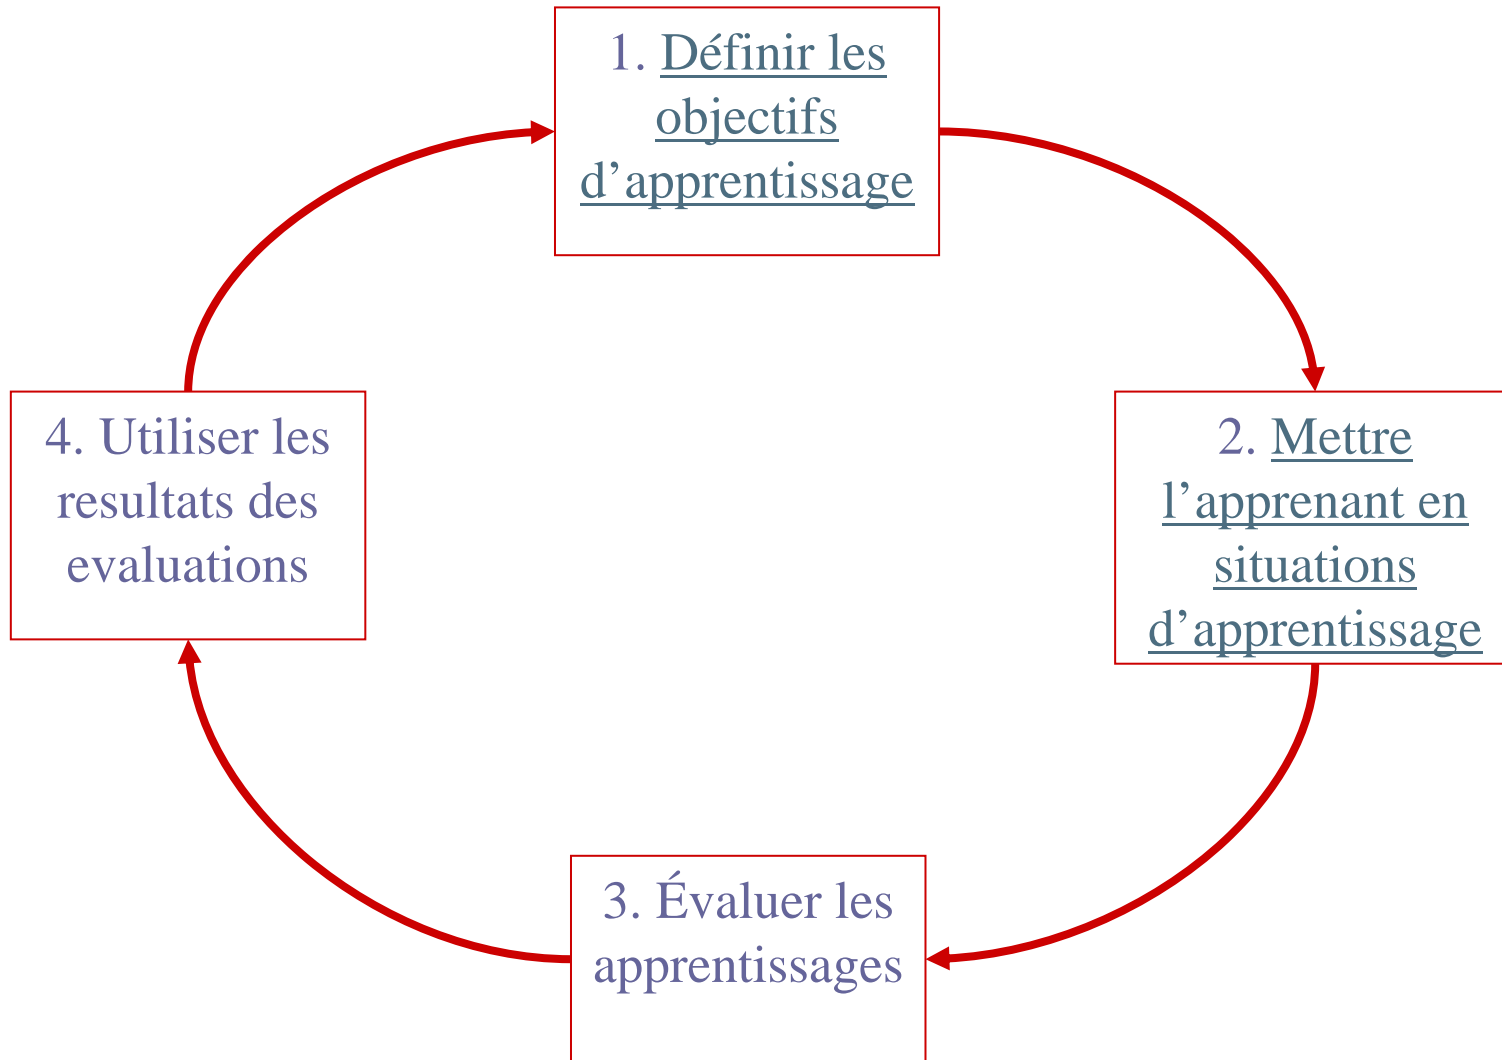 1. Définir les
objectifs
d’apprentissage
2. Mettre
l’apprenant en
situations
d’apprentissage
3. Évaluer les
apprentissages
4. Utiliser les
resultats des
evaluations